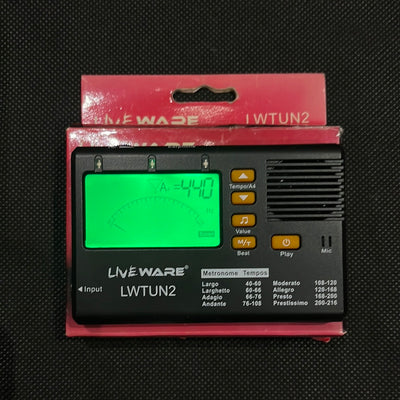 LIVEWARE LWTUN2
A4 =440
Hz
Tempo/A4
Value
M/T
Beat
Play
Mic
LIVEWARE®
Input
LWTUN2
Metronome Tempos
Largo 40-60
Larghetto 60-66
Adagio 66-76
Andante 76-108
Moderato 108-120
Allegro 120-168
Presto 168-200
Prestissimo 200-216